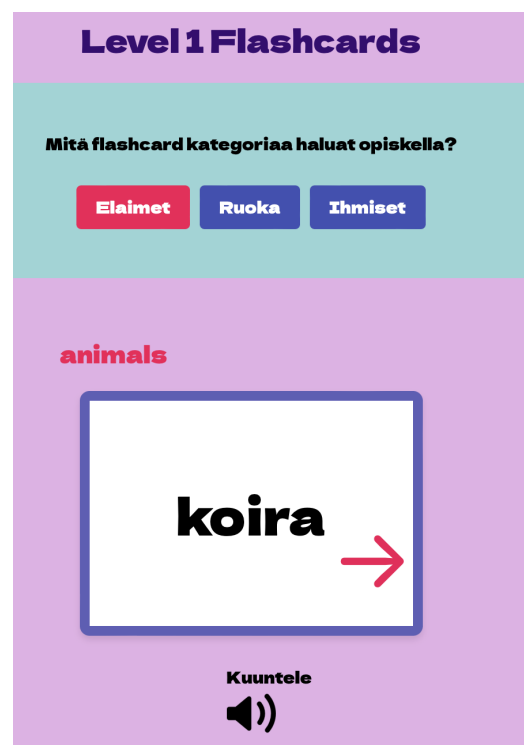 Level 1 Flashcards
Mitä flashcard kategoriaa haluat opiskella?
Elaimet Ruoka Ihmiset
animals
koira
Kuuntele